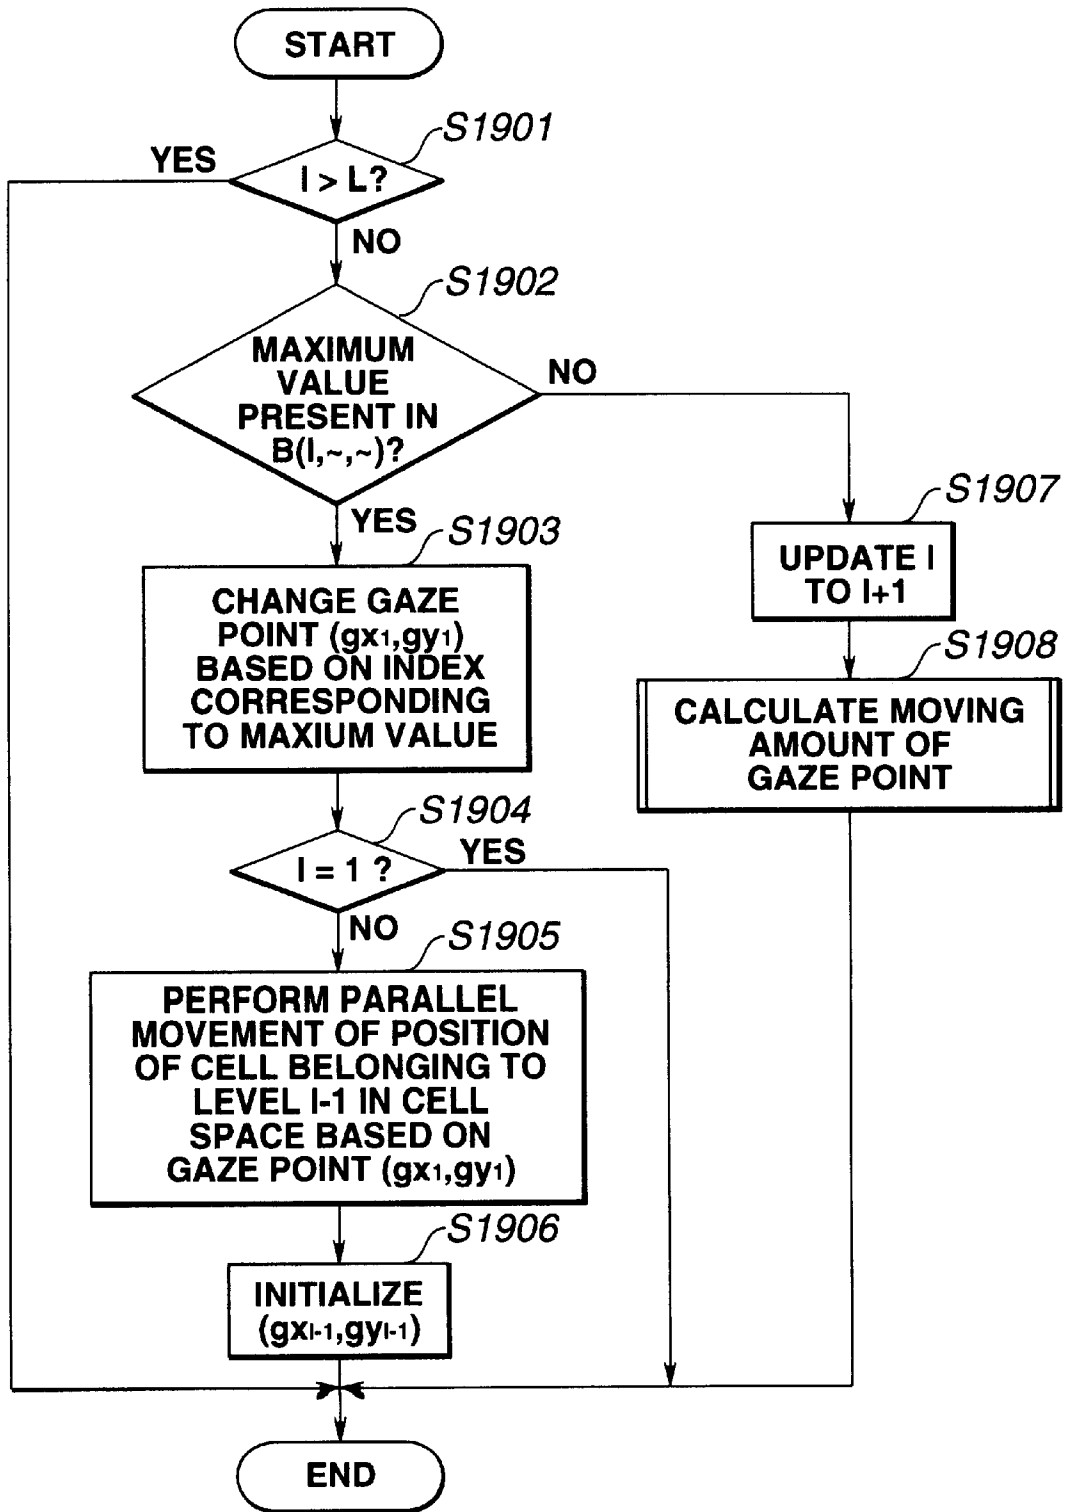 START
S1901
YES
l > L?
NO
S1902
MAXIMUM
VALUE
PRESENT IN
B(l,~,~)?
NO
YES
S1903
CHANGE GAZE
POINT (gx1,gy1)
BASED ON INDEX
CORRESPONDING
TO MAXIUM VALUE
S1907
UPDATE l
TO l+1
S1908
CALCULATE MOVING
AMOUNT OF
GAZE POINT
S1904
l = 1 ?
YES
NO
S1905
PERFORM PARALLEL
MOVEMENT OF POSITION
OF CELL BELONGING TO
LEVEL l-1 IN CELL
SPACE BASED ON
GAZE POINT (gx1,gy1)
S1906
INITIALIZE
(gxl-1,gyl-1)
END